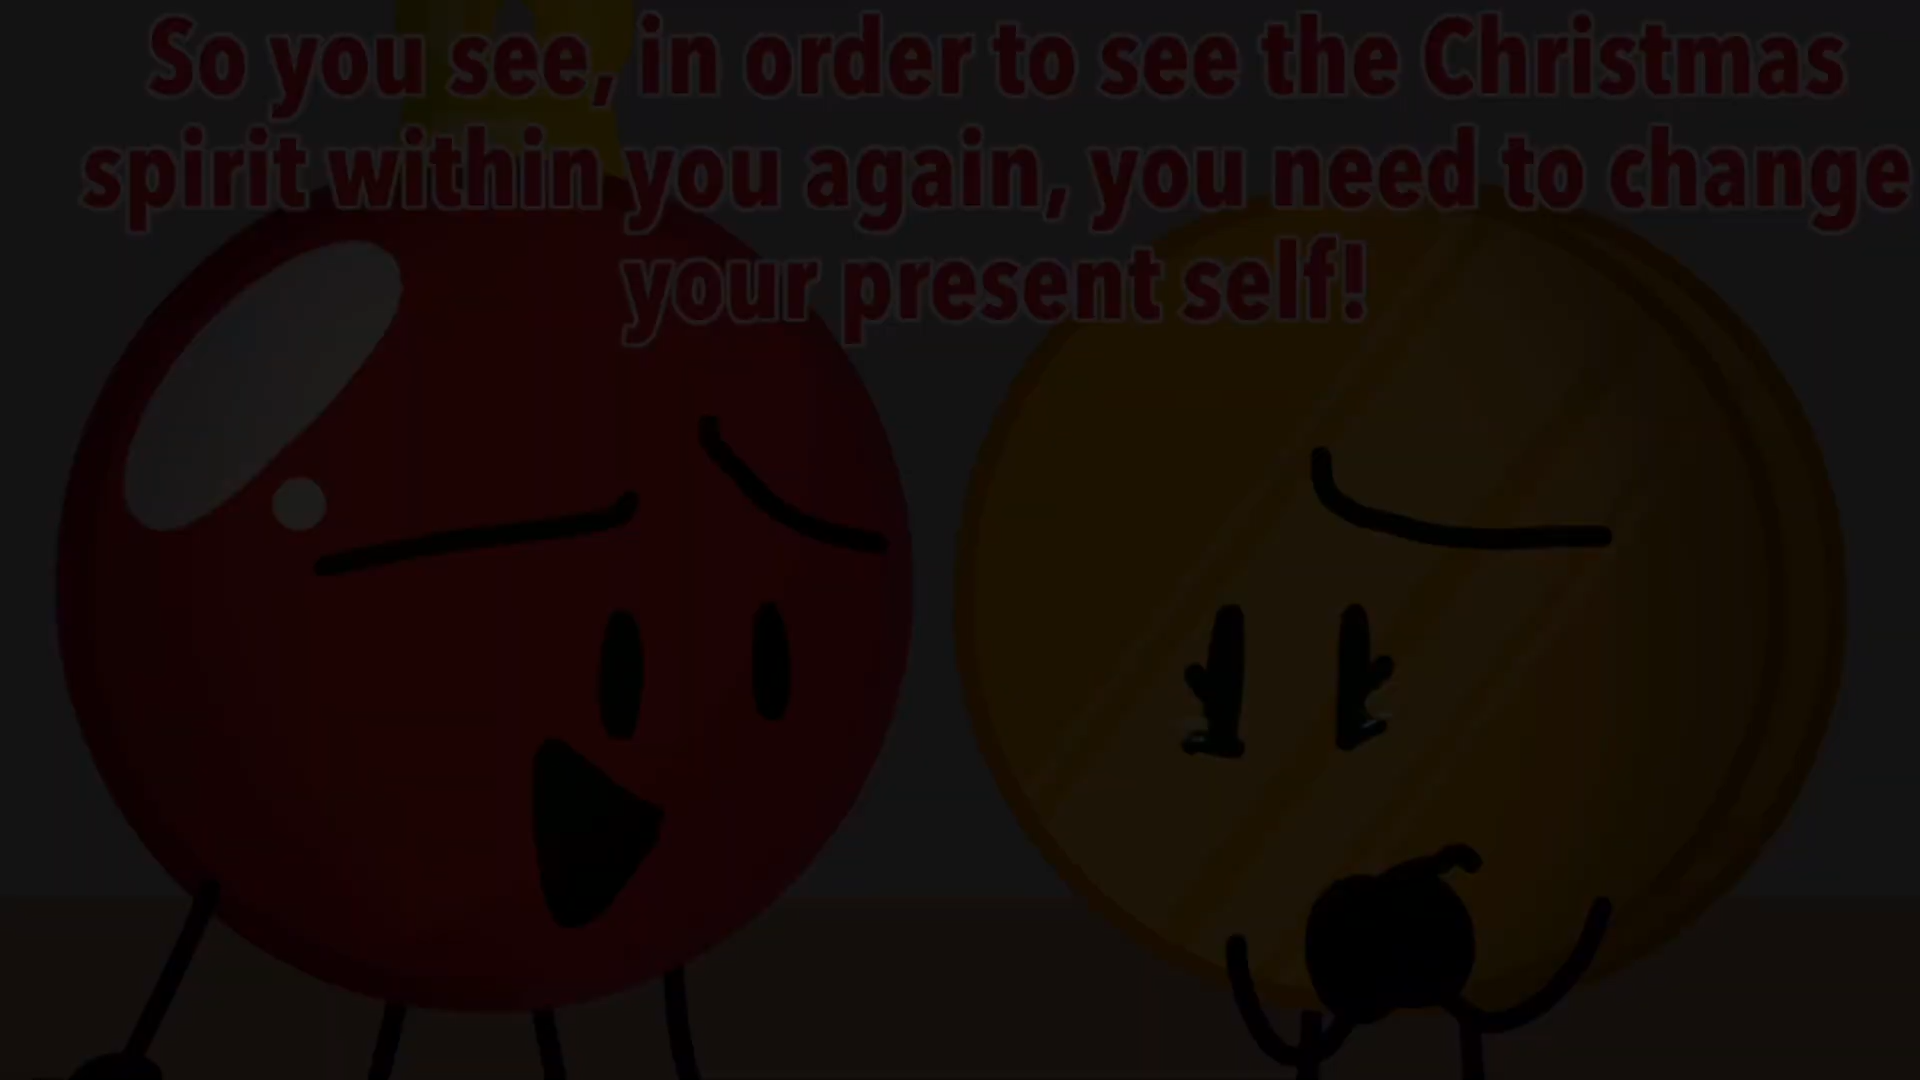 So you see, in order to see the Christmas
spirit within you again, you need to change
your present self!